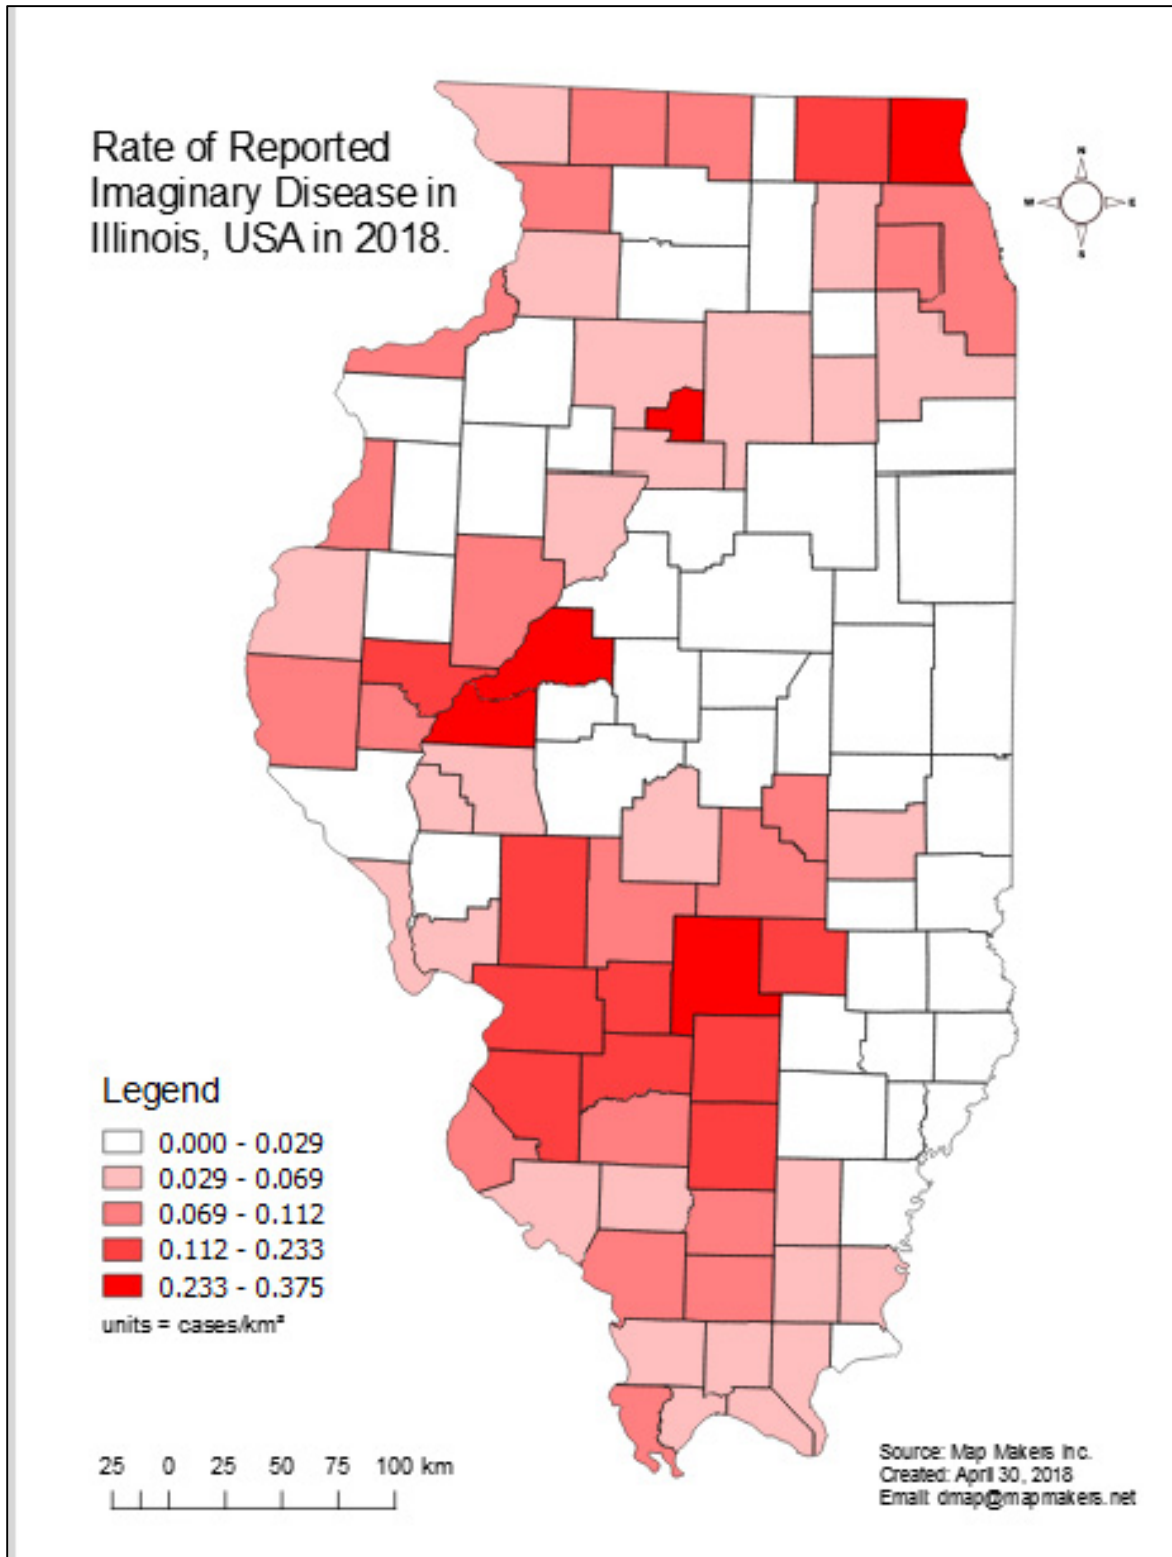 Rate of Reported
Imaginary Disease in
Illinois, USA in 2018.
N
W E
S
Legend
0.000 - 0.029
0.029 - 0.069
0.069 - 0.112
0.112 - 0.233
0.233 - 0.375
units = cases/km²
25 0 25 50 75 100 km
Source: Map Makers Inc.
Created: April 30, 2018
Email: dmap@mapmakers.net